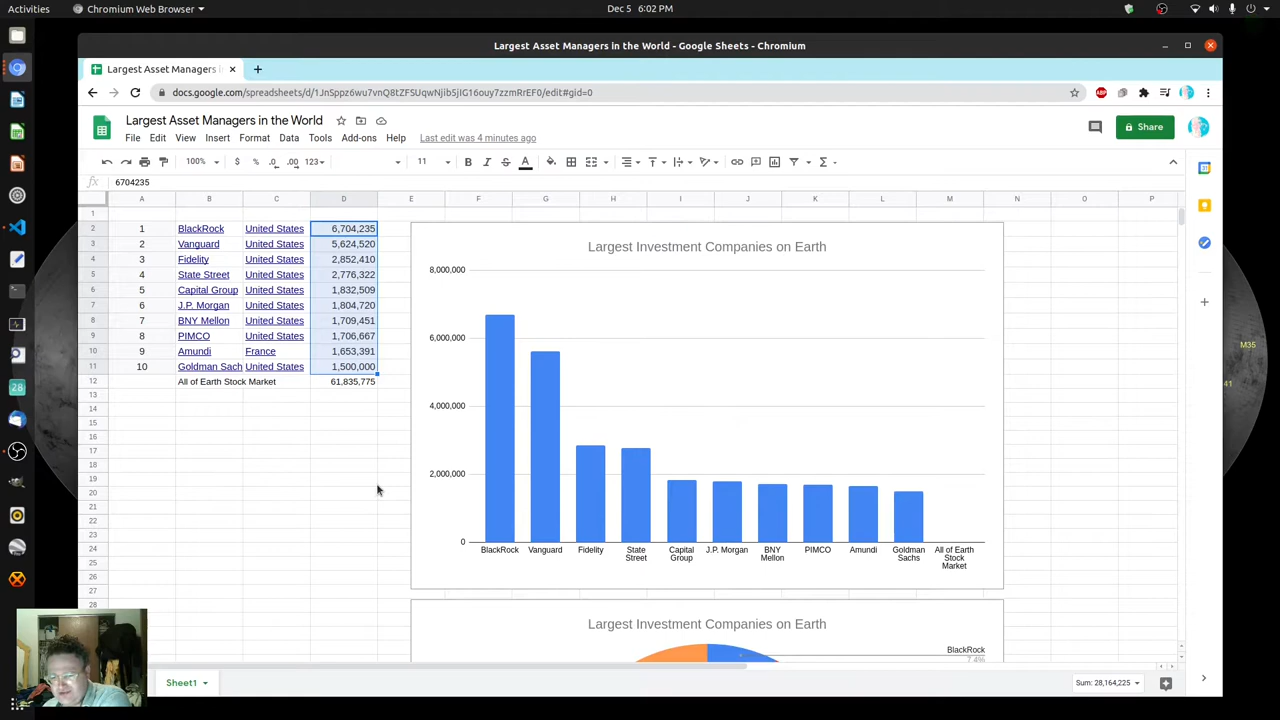 Activities Chromium Web Browser Dec 5 6:02 PM
Largest Asset Managers in the World - Google Sheets - Chromium
Largest Asset Managers in
docs.google.com/spreadsheets/d/1JnSppz6wu7vnQ8tZFSUqwNjibSjIG16ouy7zzmRrEF0/edit#gid=0
Largest Asset Managers in the World
File Edit View Insert Format Data Tools Add-ons Help Last edit was 4 minutes ago
Share
100% $ % .0 .00 123 11 B I S A
fx 6704235
A B C D E F G H I J K L M N O P
1
2 1 BlackRock United States 6,704,235
3 2 Vanguard United States 5,624,520
4 3 Fidelity United States 2,852,410
5 4 State Street United States 2,776,322
6 5 Capital Group United States 1,832,509
7 6 J.P. Morgan United States 1,804,720
8 7 BNY Mellon United States 1,709,451
9 8 PIMCO United States 1,706,667
10 9 Amundi France 1,653,391
11 10 Goldman Sach United States 1,500,000
12 All of Earth Stock Market 61,835,775
13
14
15
16
17
18
19
20
21
22
23
24
25
26
27
28
Largest Investment Companies on Earth
8,000,000
6,000,000
4,000,000
2,000,000
0
BlackRock Vanguard Fidelity State Street Capital Group J.P. Morgan BNY Mellon PIMCO Amundi Goldman Sachs All of Earth Stock Market
Largest Investment Companies on Earth
BlackRock
7.4%
Sheet1
Sum: 28,164,225
M35
41
28